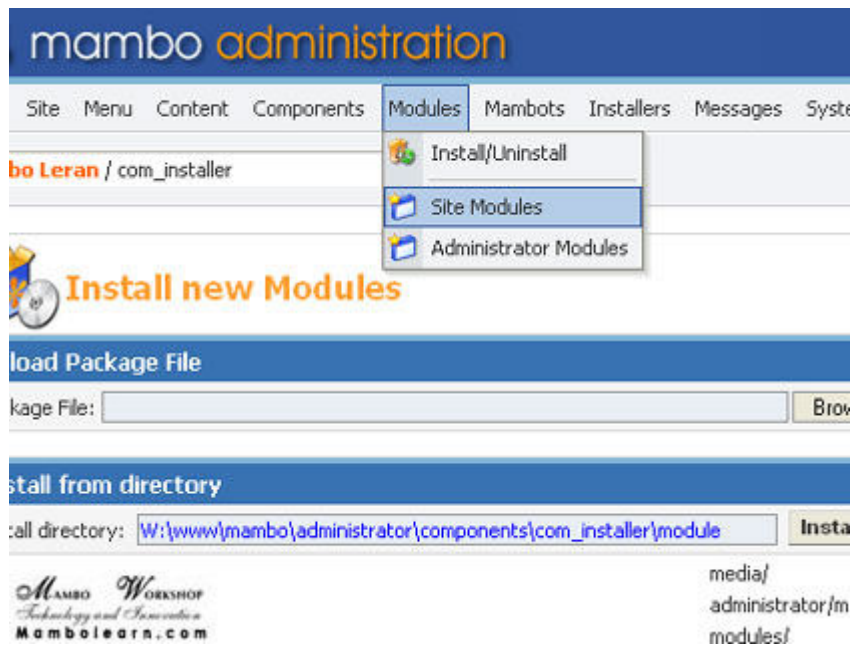 mambo administration
Site Menu Content Components Modules Mambots Installers Messages Syste
Install/Uninstall
bo Leran / com_installer
Site Modules
Administrator Modules
Install new Modules
load Package File
kage File: Brow
stall from directory
all directory: W:\www\mambo\administrator\components\com_installer\module Insta
media/
administrator/m
modules/
Mambo Workshop
Technology and Innovation
Mambolearn.com